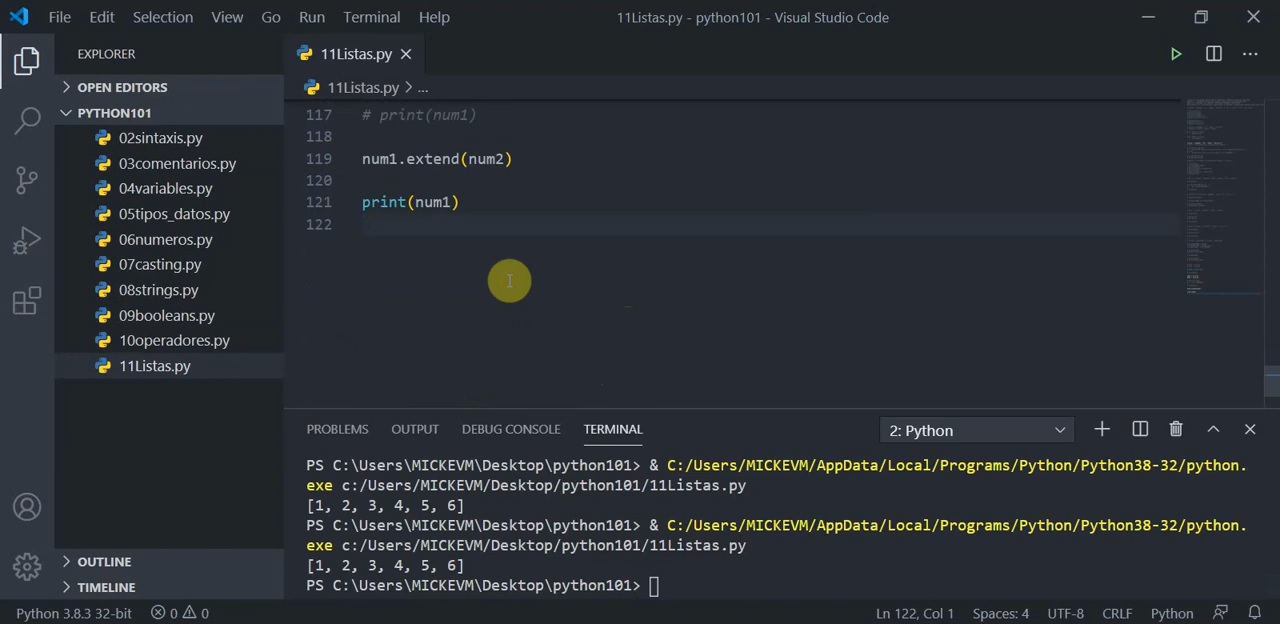 File Edit Selection View Go Run Terminal Help 11Listas.py - python101 - Visual Studio Code
EXPLORER
OPEN EDITORS
PYTHON101
02sintaxis.py
03comentarios.py
04variables.py
05tipos_datos.py
06numeros.py
07casting.py
08strings.py
09booleans.py
10operadores.py
11Listas.py
OUTLINE
TIMELINE
11Listas.py
11Listas.py > ...
117 # print(num1)
118
119 num1.extend(num2)
120
121 print(num1)
122
PROBLEMS OUTPUT DEBUG CONSOLE TERMINAL 2: Python
PS C:\Users\MICKEVM\Desktop\python101> & C:/Users/MICKEVM/AppData/Local/Programs/Python/Python38-32/python.
exe c:/Users/MICKEVM/Desktop/python101/11Listas.py
[1, 2, 3, 4, 5, 6]
PS C:\Users\MICKEVM\Desktop\python101> & C:/Users/MICKEVM/AppData/Local/Programs/Python/Python38-32/python.
exe c:/Users/MICKEVM/Desktop/python101/11Listas.py
[1, 2, 3, 4, 5, 6]
PS C:\Users\MICKEVM\Desktop\python101>
Python 3.8.3 32-bit 0 0 Ln 122, Col 1 Spaces: 4 UTF-8 CRLF Python